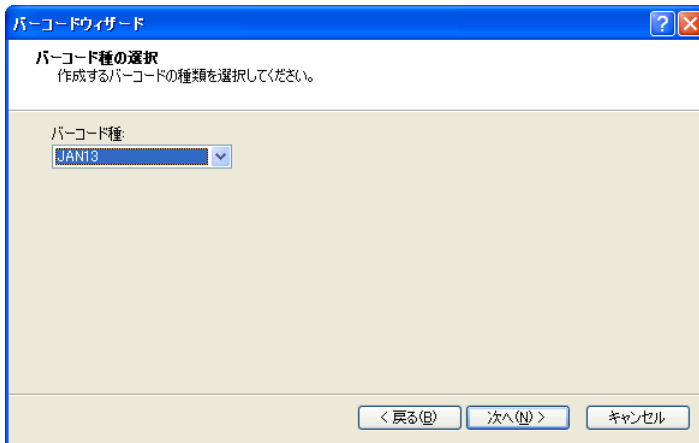 バーコードウィザード
バーコード種の選択
作成するバーコードの種類を選択してください。
バーコード種:
JAN13
< 戻る(B) 次へ(N) > キャンセル